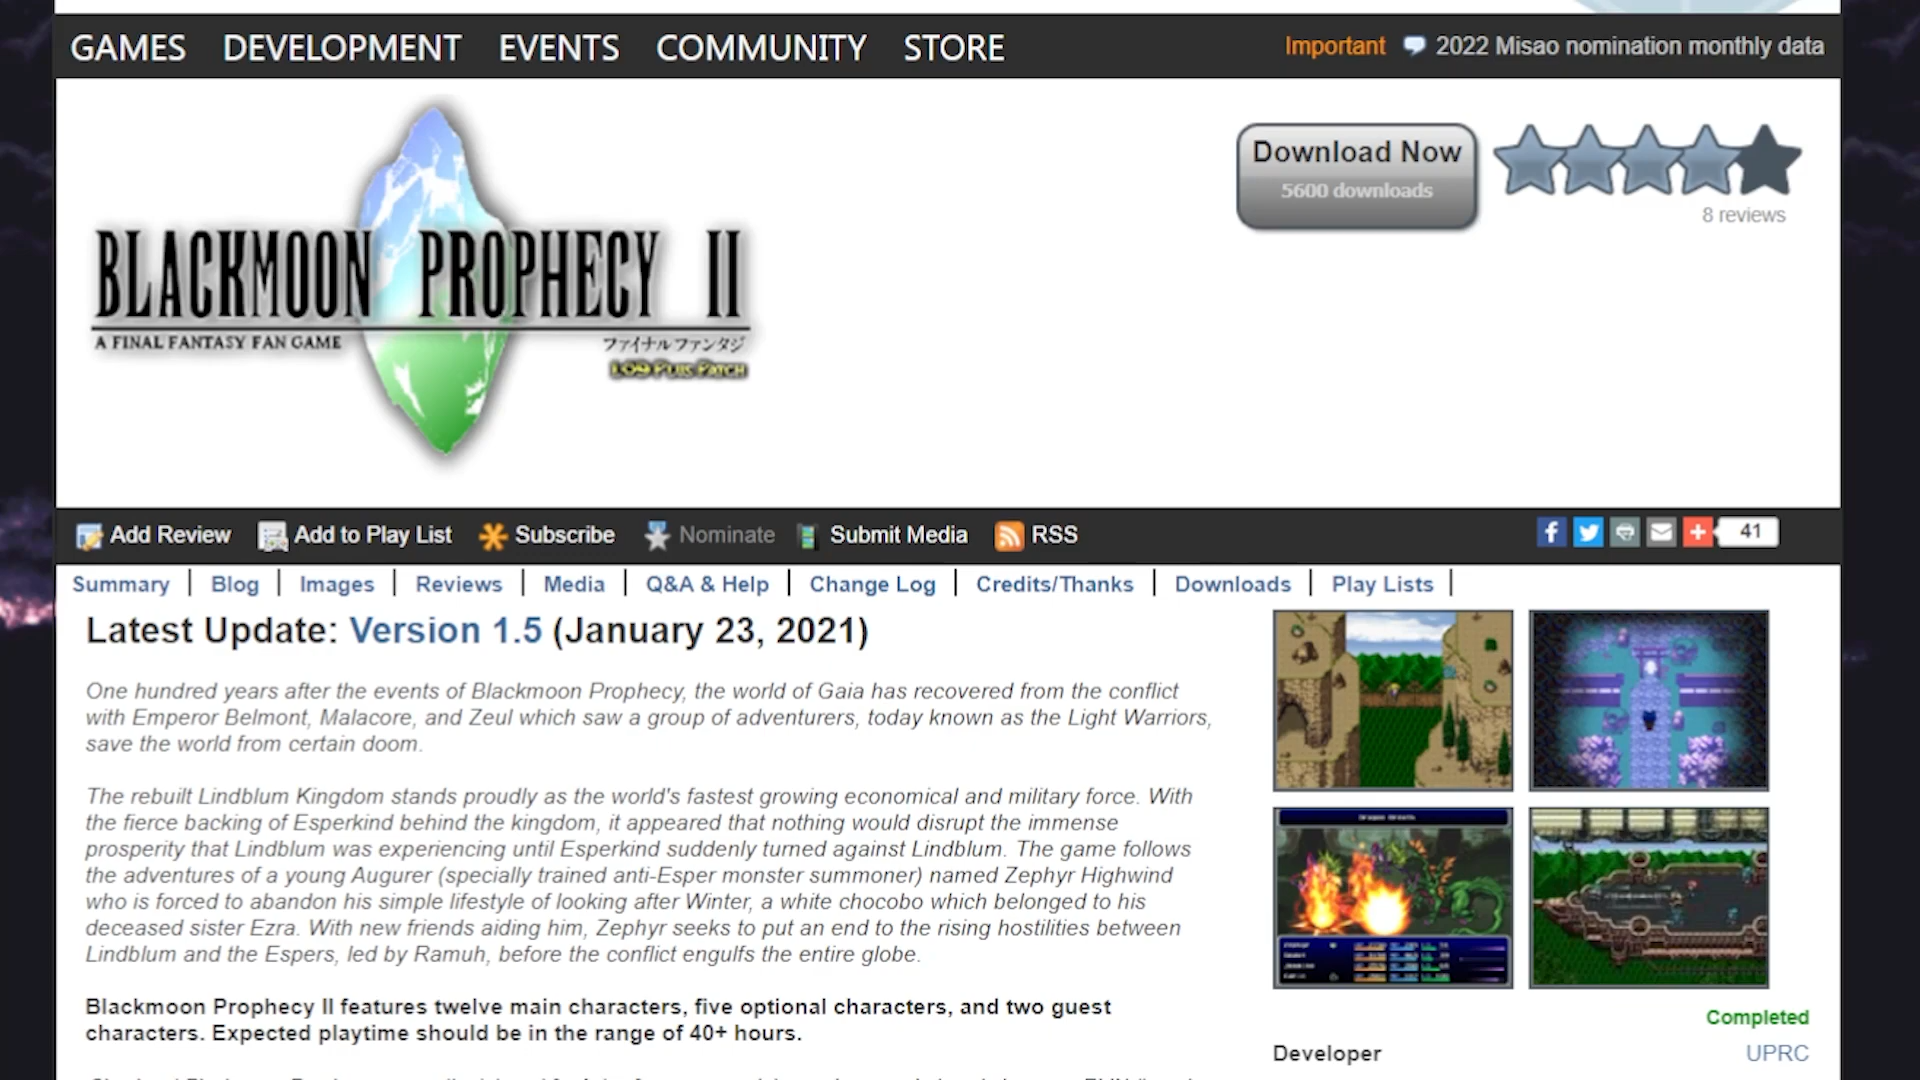 GAMES DEVELOPMENT EVENTS COMMUNITY STORE Important 2022 Misao nomination monthly data
Download Now
5600 downloads
8 reviews
BLACKMOON PROPHECY II
A FINAL FANTASY FAN GAME ファイナルファンタジ
1.09 Plus Patch
Add Review Add to Play List Subscribe Nominate Submit Media RSS 41
Summary | Blog | Images | Reviews | Media | Q&A & Help | Change Log | Credits/Thanks | Downloads | Play Lists |
Latest Update: Version 1.5 (January 23, 2021)
One hundred years after the events of Blackmoon Prophecy, the world of Gaia has recovered from the conflict
with Emperor Belmont, Malacore, and Zeul which saw a group of adventurers, today known as the Light Warriors,
save the world from certain doom.
The rebuilt Lindblum Kingdom stands proudly as the world's fastest growing economical and military force. With
the fierce backing of Esperkind behind the kingdom, it appeared that nothing would disrupt the immense
prosperity that Lindblum was experiencing until Esperkind suddenly turned against Lindblum. The game follows
the adventures of a young Augurer (specially trained anti-Esper monster summoner) named Zephyr Highwind
who is forced to abandon his simple lifestyle of looking after Winter, a white chocobo which belonged to his
deceased sister Ezra. With new friends aiding him, Zephyr seeks to put an end to the rising hostilities between
Lindblum and the Espers, led by Ramuh, before the conflict engulfs the entire globe.
Blackmoon Prophecy II features twelve main characters, five optional characters, and two guest
characters. Expected playtime should be in the range of 40+ hours.
Completed
Developer UPRC